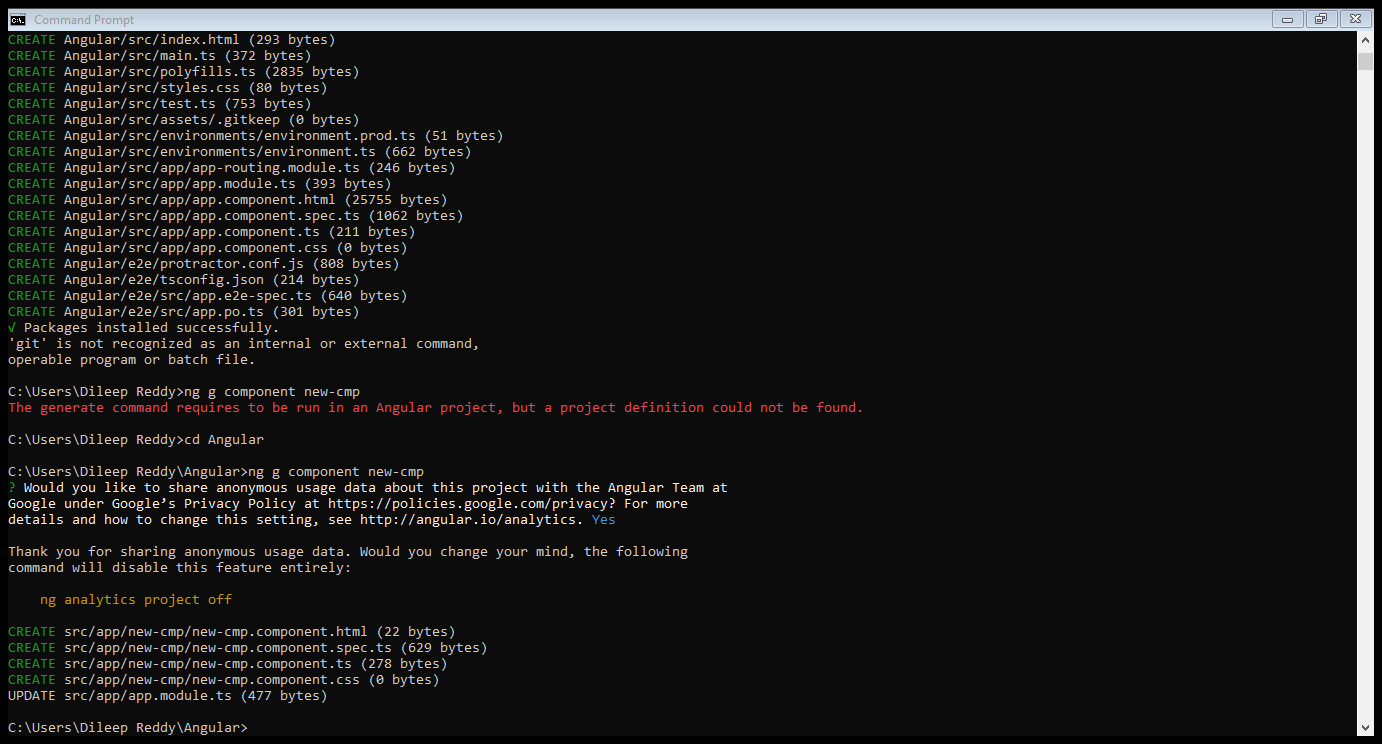 Command Prompt
CREATE Angular/src/index.html (293 bytes)
CREATE Angular/src/main.ts (372 bytes)
CREATE Angular/src/polyfills.ts (2835 bytes)
CREATE Angular/src/styles.css (80 bytes)
CREATE Angular/src/test.ts (753 bytes)
CREATE Angular/src/assets/.gitkeep (0 bytes)
CREATE Angular/src/environments/environment.prod.ts (51 bytes)
CREATE Angular/src/environments/environment.ts (662 bytes)
CREATE Angular/src/app/app-routing.module.ts (246 bytes)
CREATE Angular/src/app/app.module.ts (393 bytes)
CREATE Angular/src/app/app.component.html (25755 bytes)
CREATE Angular/src/app/app.component.spec.ts (1062 bytes)
CREATE Angular/src/app/app.component.ts (211 bytes)
CREATE Angular/src/app/app.component.css (0 bytes)
CREATE Angular/e2e/protractor.conf.js (808 bytes)
CREATE Angular/e2e/tsconfig.json (214 bytes)
CREATE Angular/e2e/src/app.e2e-spec.ts (640 bytes)
CREATE Angular/e2e/src/app.po.ts (301 bytes)
√ Packages installed successfully.
'git' is not recognized as an internal or external command,
operable program or batch file.
C:\Users\Dileep Reddy>ng g component new-cmp
The generate command requires to be run in an Angular project, but a project definition could not be found.
C:\Users\Dileep Reddy>cd Angular
C:\Users\Dileep Reddy\Angular>ng g component new-cmp
? Would you like to share anonymous usage data about this project with the Angular Team at
Google under Google’s Privacy Policy at https://policies.google.com/privacy? For more
details and how to change this setting, see http://angular.io/analytics. Yes
Thank you for sharing anonymous usage data. Would you change your mind, the following
command will disable this feature entirely:
ng analytics project off
CREATE src/app/new-cmp/new-cmp.component.html (22 bytes)
CREATE src/app/new-cmp/new-cmp.component.spec.ts (629 bytes)
CREATE src/app/new-cmp/new-cmp.component.ts (278 bytes)
CREATE src/app/new-cmp/new-cmp.component.css (0 bytes)
UPDATE src/app/app.module.ts (477 bytes)
C:\Users\Dileep Reddy\Angular>